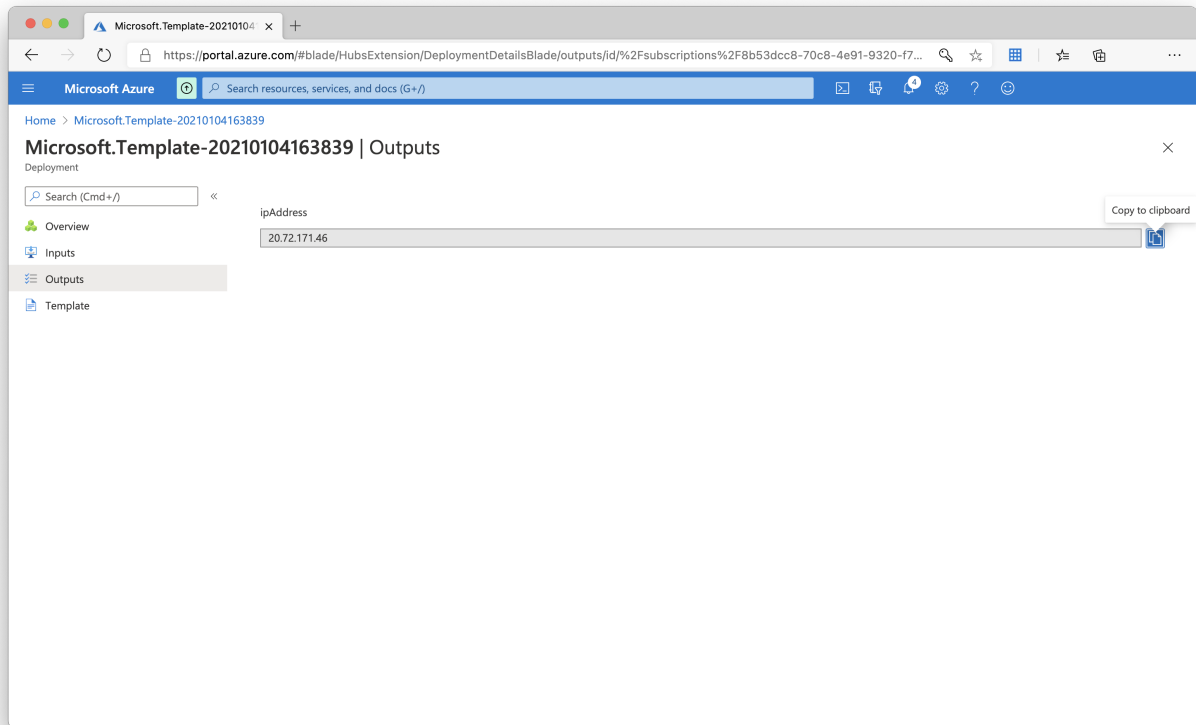 Microsoft.Template-20210104
https://portal.azure.com/#blade/HubsExtension/DeploymentDetailsBlade/outputs/id/%2Fsubscriptions%2F8b53dcc8-70c8-4e91-9320-f7...
Microsoft Azure
Search resources, services, and docs (G+/)
4
Home > Microsoft.Template-20210104163839
Microsoft.Template-20210104163839 | Outputs
Deployment
Search (Cmd+/)
«
Overview
Inputs
Outputs
Template
ipAddress
20.72.171.46
Copy to clipboard